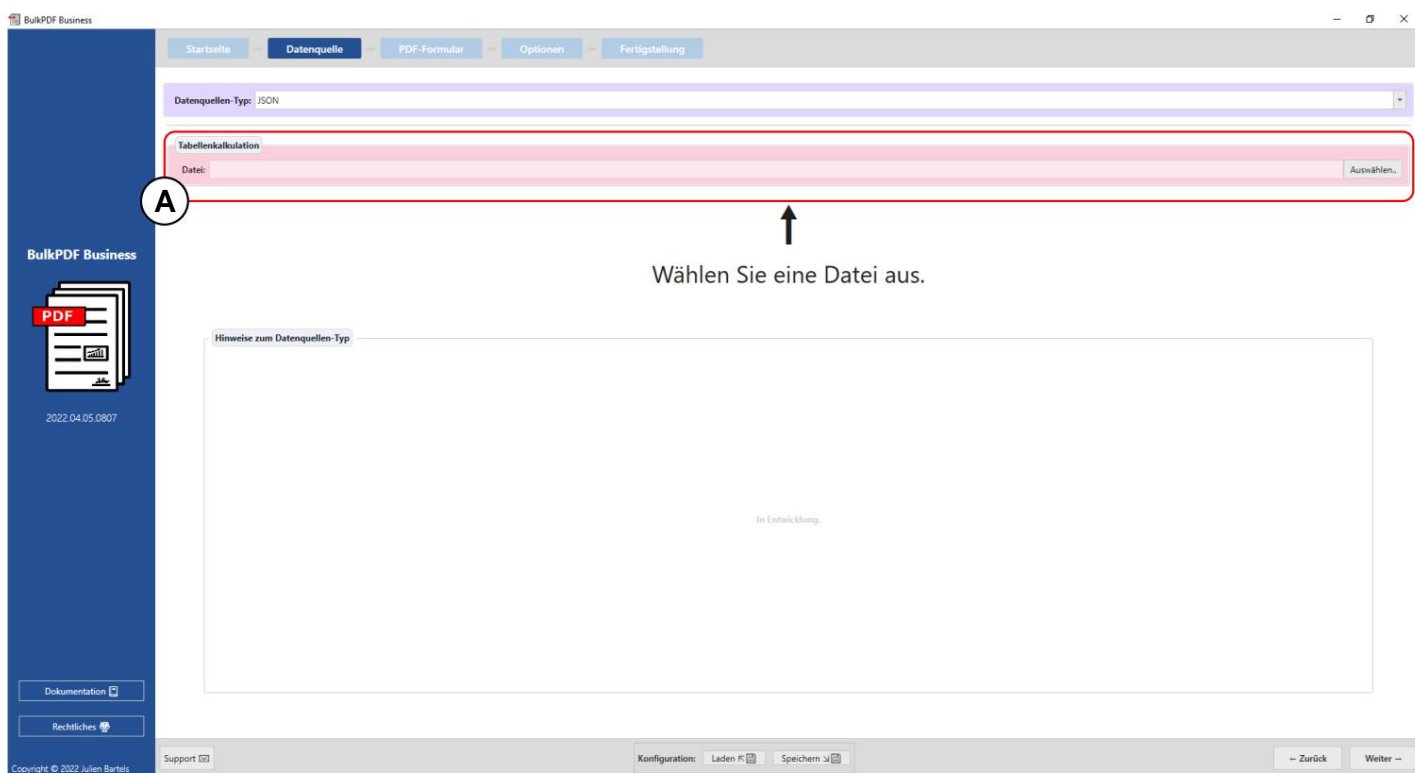 BulkPDF Business
Startseite
Datenquelle
PDF-Formular
Optionen
Fertigstellung
Datenquellen-Typ: JSON
Tabellenkalkulation
Datei:
Auswählen..
A
Wählen Sie eine Datei aus.
BulkPDF Business
PDF
2022.04.05.0807
Hinweise zum Datenquellen-Typ
In Entwicklung.
Dokumentation
Rechtliches
Copyright © 2022 Julien Bartels
Support
Konfiguration: Laden Speichern
← Zurück
Weiter →